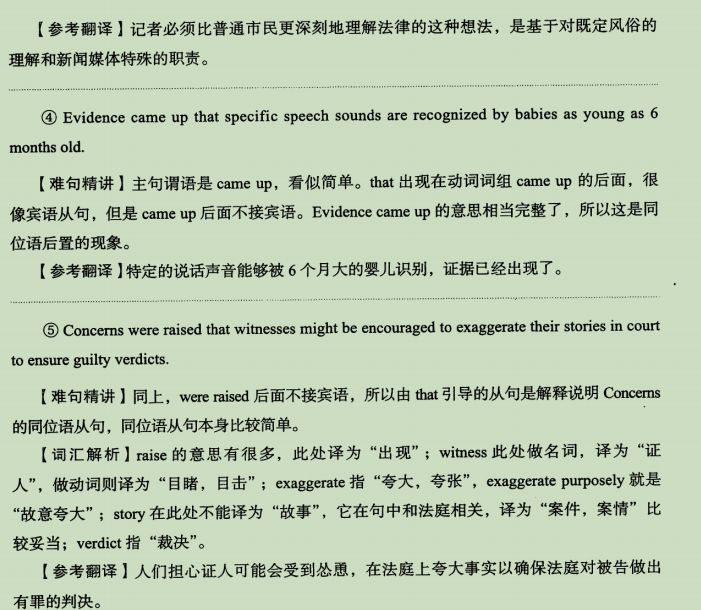 【参考翻译】记者必须比普通市民更深刻地理解法律的这种想法，是基于对既定风俗的
理解和新闻媒体特殊的职责。
④ Evidence came up that specific speech sounds are recognized by babies as young as 6
months old.
【难句精讲】主句谓语是 came up，看似简单。that 出现在动词词组 came up 的后面，很
像宾语从句，但是 came up 后面不接宾语。Evidence came up 的意思相当完整了，所以这是同
位语后置的现象。
【参考翻译】特定的说话声音能够被 6 个月大的婴儿识别，证据已经出现了。
⑤ Concerns were raised that witnesses might be encouraged to exaggerate their stories in court
to ensure guilty verdicts.
【难句精讲】同上，were raised 后面不接宾语，所以由 that 引导的从句是解释说明 Concerns
的同位语从句，同位语从句本身比较简单。
【词汇解析】raise 的意思有很多，此处译为“出现”；witness 此处做名词，译为“证
人”，做动词则译为“目睹，目击”；exaggerate 指“夸大，夸张”，exaggerate purposely 就是
“故意夸大”；story 在此处不能译为“故事”，它在句中和法庭相关，译为“案件，案情”比
较妥当；verdict 指“裁决”。
【参考翻译】人们担心证人可能会受到怂恿，在法庭上夸大事实以确保法庭对被告做出
有罪的判决。